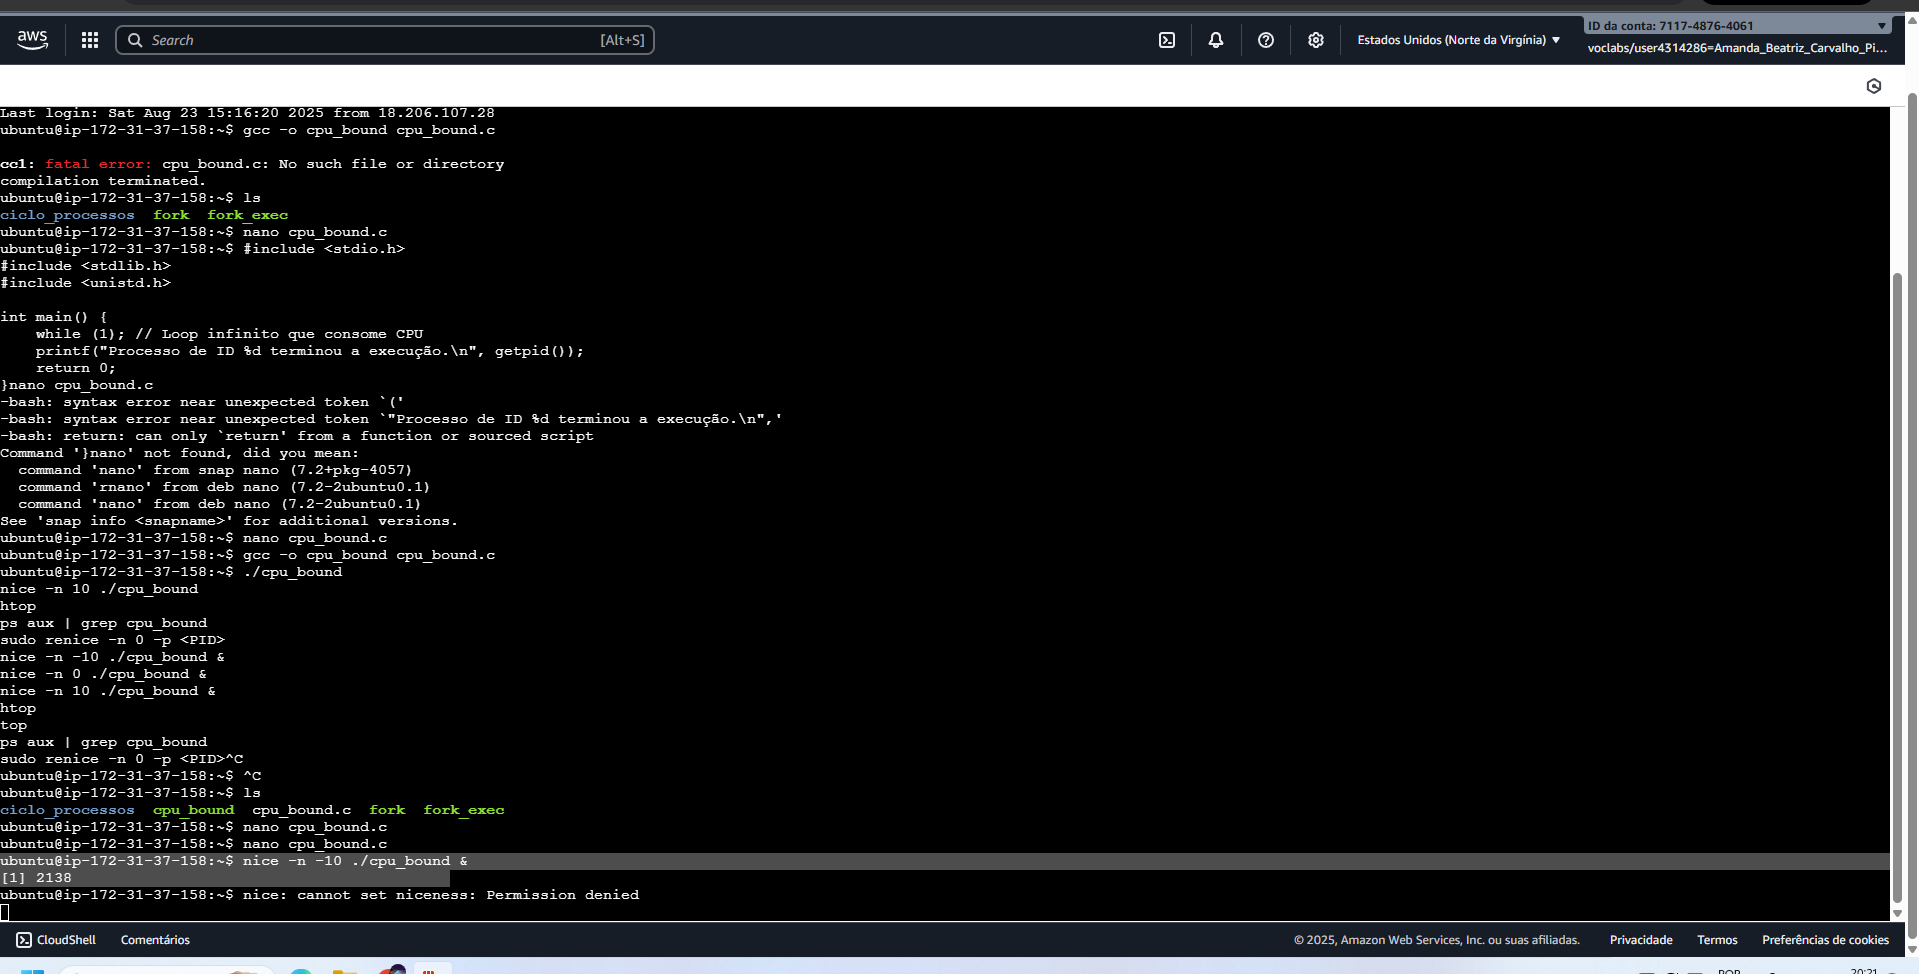 aws
Search
[Alt+S]
Estados Unidos (Norte da Virgínia)
ID da conta: 7117-4876-4061
voclabs/user4314286=Amanda_Beatriz_Carvalho_Pi...
Last login: Sat Aug 23 15:16:20 2025 from 18.206.107.28
ubuntu@ip-172-31-37-158:~$ gcc -o cpu_bound cpu_bound.c
cc1: fatal error: cpu_bound.c: No such file or directory
compilation terminated.
ubuntu@ip-172-31-37-158:~$ ls
ciclo_processos  fork  fork_exec
ubuntu@ip-172-31-37-158:~$ nano cpu_bound.c
ubuntu@ip-172-31-37-158:~$ #include <stdio.h>
#include <stdlib.h>
#include <unistd.h>
int main() {
    while (1); // Loop infinito que consome CPU
    printf("Processo de ID %d terminou a execução.\n", getpid());
    return 0;
}nano cpu_bound.c
-bash: syntax error near unexpected token `('
-bash: syntax error near unexpected token `"Processo de ID %d terminou a execução.\n",'
-bash: return: can only `return' from a function or sourced script
Command '}nano' not found, did you mean:
  command 'nano' from snap nano (7.2+pkg-4057)
  command 'rnano' from deb nano (7.2-2ubuntu0.1)
  command 'nano' from deb nano (7.2-2ubuntu0.1)
See 'snap info <snapname>' for additional versions.
ubuntu@ip-172-31-37-158:~$ nano cpu_bound.c
ubuntu@ip-172-31-37-158:~$ gcc -o cpu_bound cpu_bound.c
ubuntu@ip-172-31-37-158:~$ ./cpu_bound
nice -n 10 ./cpu_bound
htop
ps aux | grep cpu_bound
sudo renice -n 0 -p <PID>
nice -n -10 ./cpu_bound &
nice -n 0 ./cpu_bound &
nice -n 10 ./cpu_bound &
htop
top
ps aux | grep cpu_bound
sudo renice -n 0 -p <PID>^C
ubuntu@ip-172-31-37-158:~$ ^C
ubuntu@ip-172-31-37-158:~$ ls
ciclo_processos  cpu_bound  cpu_bound.c  fork  fork_exec
ubuntu@ip-172-31-37-158:~$ nano cpu_bound.c
ubuntu@ip-172-31-37-158:~$ nano cpu_bound.c
ubuntu@ip-172-31-37-158:~$ nice -n -10 ./cpu_bound &
[1] 2138
ubuntu@ip-172-31-37-158:~$ nice: cannot set niceness: Permission denied
CloudShell
Comentários
© 2025, Amazon Web Services, Inc. ou suas afiliadas.
Privacidade
Termos
Preferências de cookies
POR
20:21